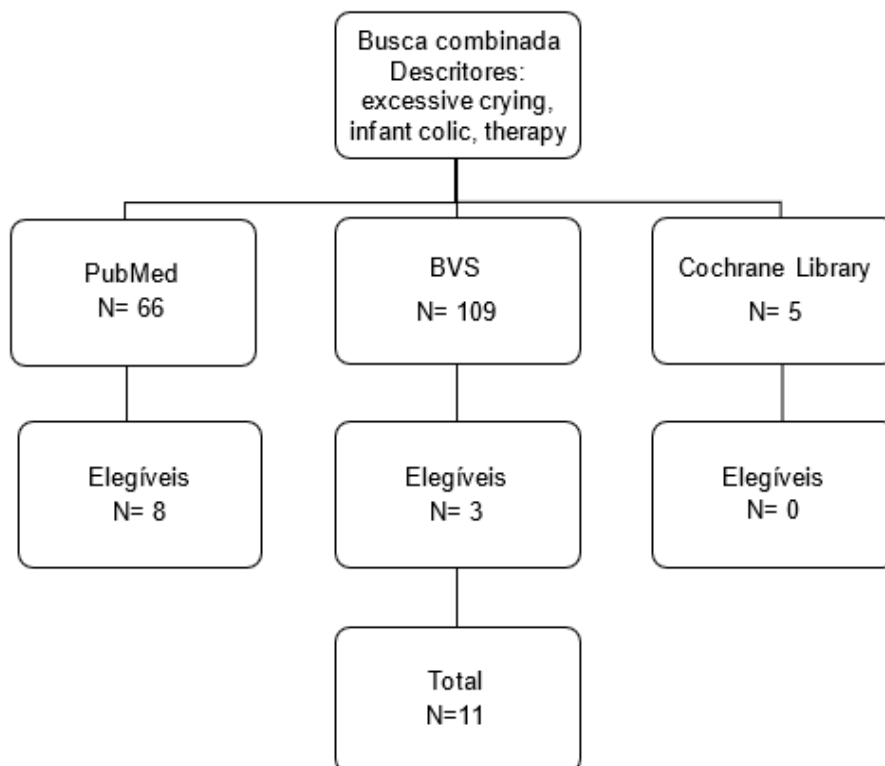 Busca combinada
Descritores:
excessive crying,
infant colic, therapy
PubMed
N= 66
BVS
N= 109
Cochrane Library
N= 5
Elegíveis
N= 8
Elegíveis
N= 3
Elegíveis
N= 0
Total
N=11